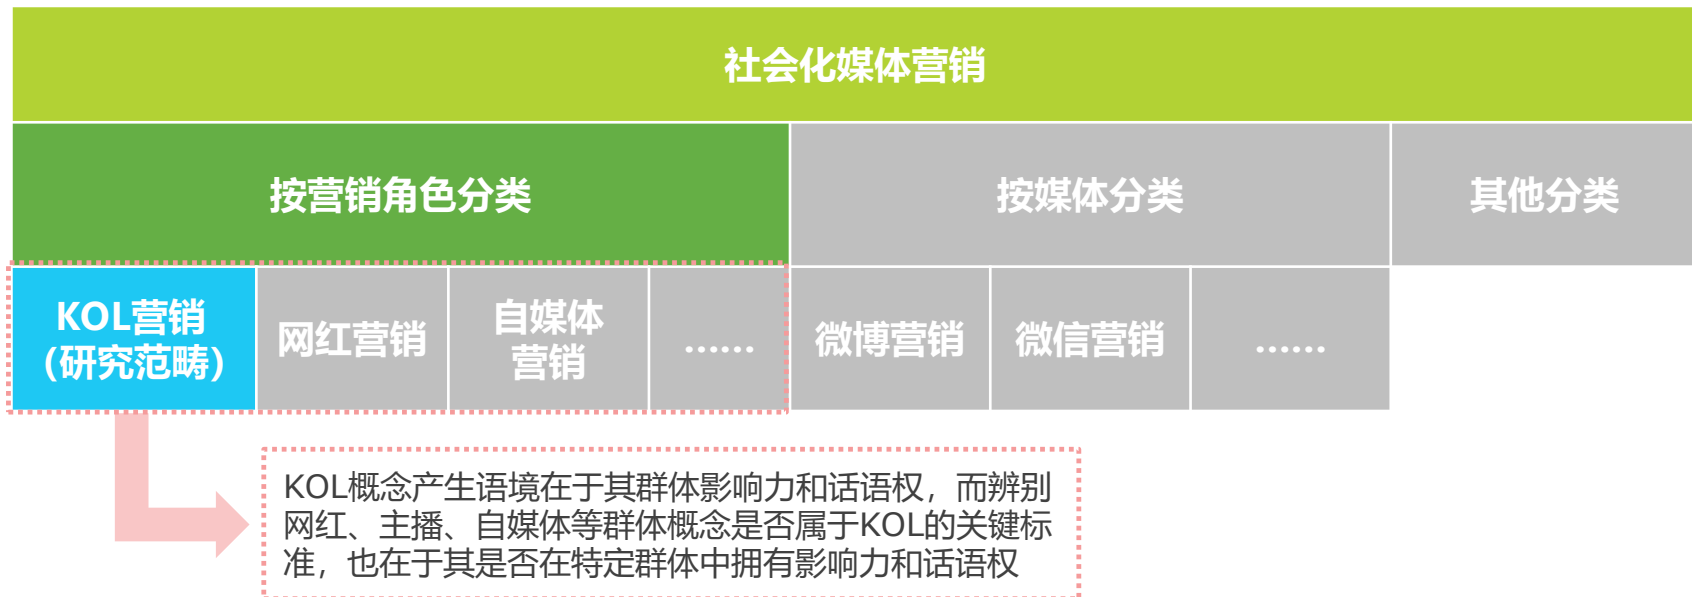 社会化媒体营销
按营销角色分类
按媒体分类
其他分类
KOL营销
（研究范畴）
网红营销
自媒体
营销
……
微博营销
微信营销
……
KOL概念产生语境在于其群体影响力和话语权，而辨别
网红、主播、自媒体等群体概念是否属于KOL的关键标
准，也在于其是否在特定群体中拥有影响力和话语权